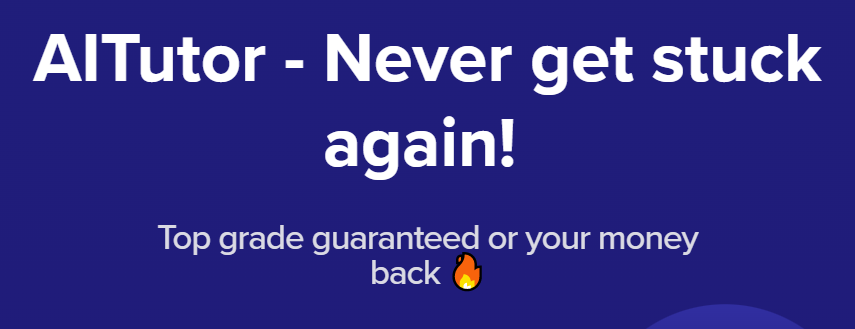 AITutor - Never get stuck
again!
Top grade guaranteed or your money
back 🔥